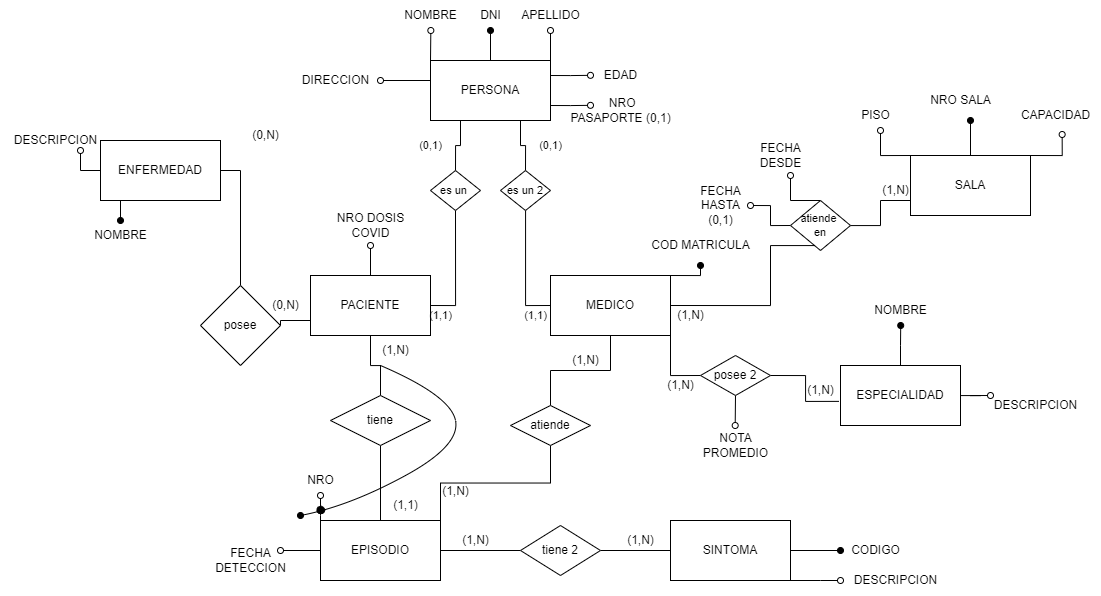 NOMBRE
DNI
APELLIDO
DIRECCION
EDAD
PERSONA
NRO
PASAPORTE (0,1)
NRO SALA
PISO
CAPACIDAD
DESCRIPCION
(0,N)
(0,1)
(0,1)
FECHA
DESDE
ENFERMEDAD
es un
es un 2
FECHA
HASTA
(0,1)
(1,N)
SALA
atiende
en
NOMBRE
NRO DOSIS
COVID
COD MATRICULA
posee
(0,N)
PACIENTE
(1,1)
(1,1)
MEDICO
(1,N)
NOMBRE
(1,N)
(1,N)
(1,N)
posee 2
(1,N)
ESPECIALIDAD
DESCRIPCION
tiene
atiende
NOTA
PROMEDIO
NRO
(1,1)
(1,N)
FECHA
DETECCION
EPISODIO
(1,N)
tiene 2
(1,N)
SINTOMA
CODIGO
DESCRIPCION